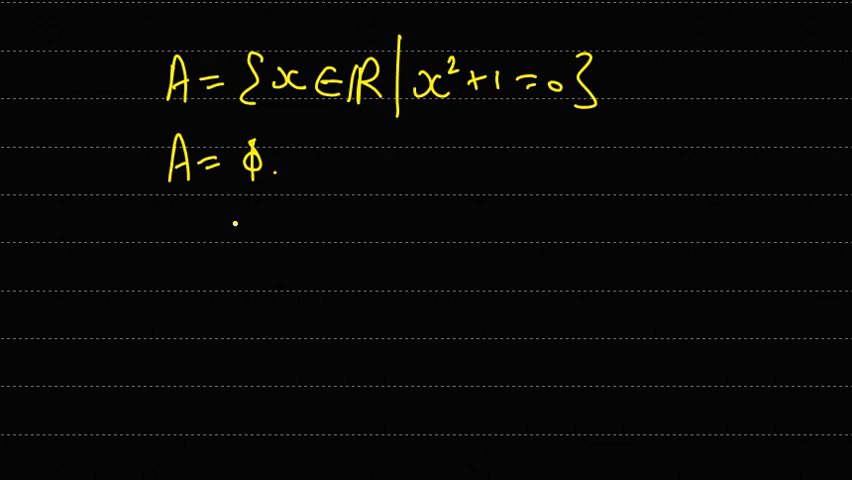 A = {x ∈ ℝ | x² + 1 = 0}
A = ϕ.